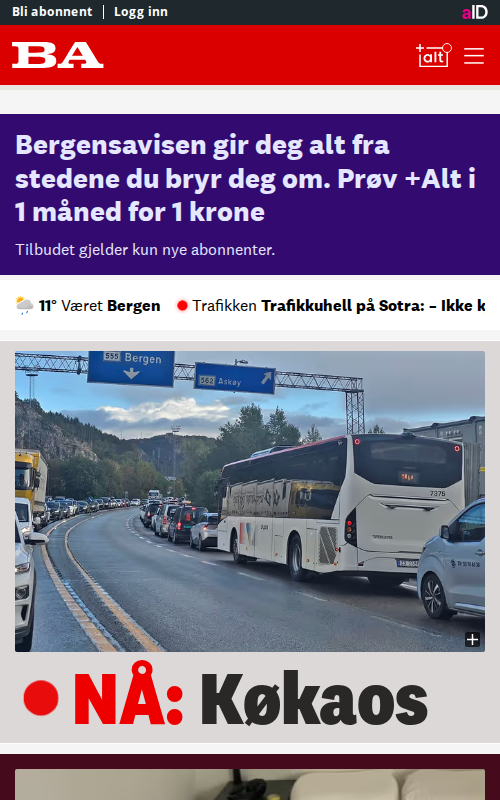 Bli abonnent
Logg inn
aID
BA
+alt
Bergensavisen gir deg alt fra
stedene du bryr deg om. Prøv +Alt i
1 måned for 1 krone
Tilbudet gjelder kun nye abonnenter.
11° Været Bergen
Trafikken Trafikkuhell på Sotra: – Ikke k
555 Bergen
562 Askøy
7375
NÅ: Køkaos